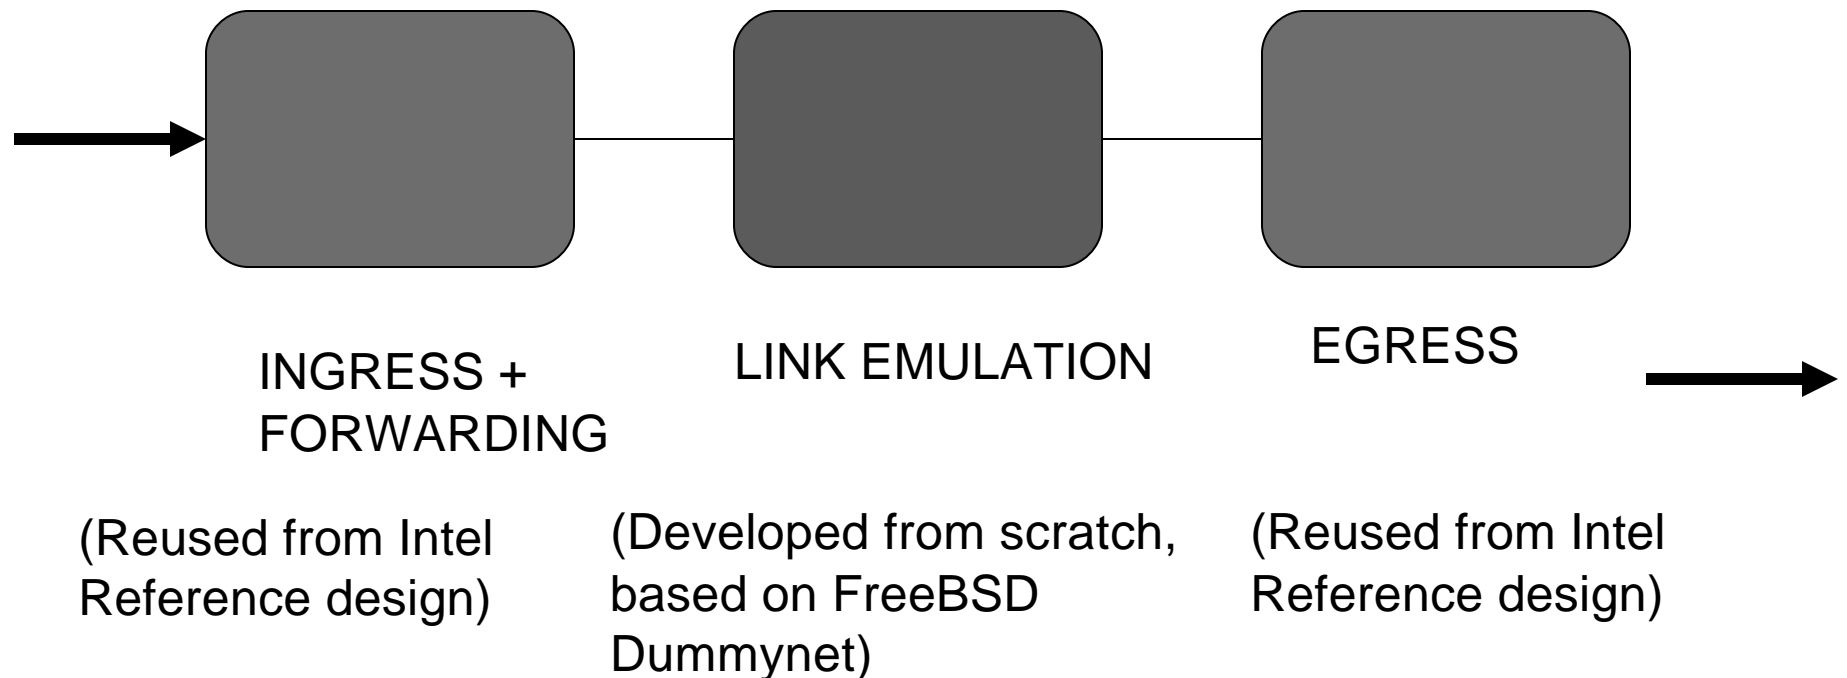 INGRESS +
FORWARDING
LINK EMULATION
EGRESS
(Reused from Intel
Reference design)
(Developed from scratch,
based on FreeBSD
Dummynet)
(Reused from Intel
Reference design)